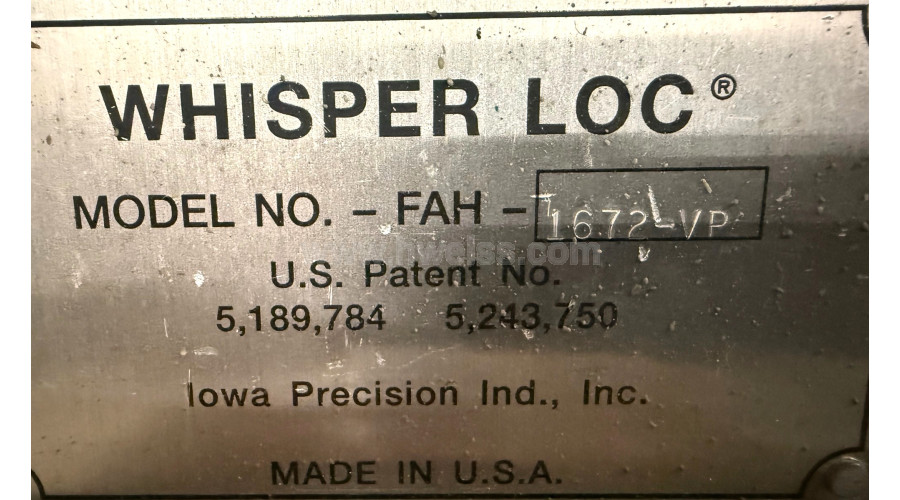 WHISPER LOC®
MODEL NO. - FAH - 1672-VP
U.S. Patent No.
5,189,784 5,243,750
Iowa Precision Ind., Inc.
MADE IN U.S.A.